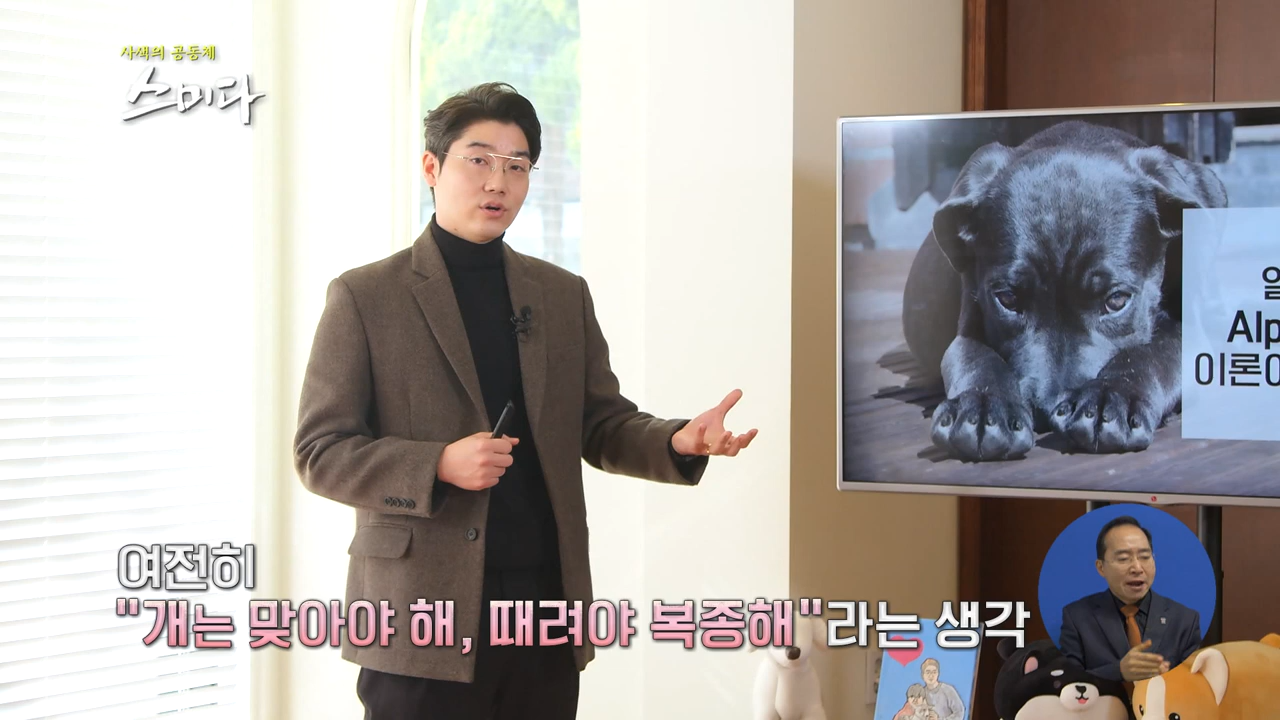 사색의 공동체
스미다
Alp
이론이
여전히
"개는 맞아야 해, 때려야 복종해"라는 생각
LG